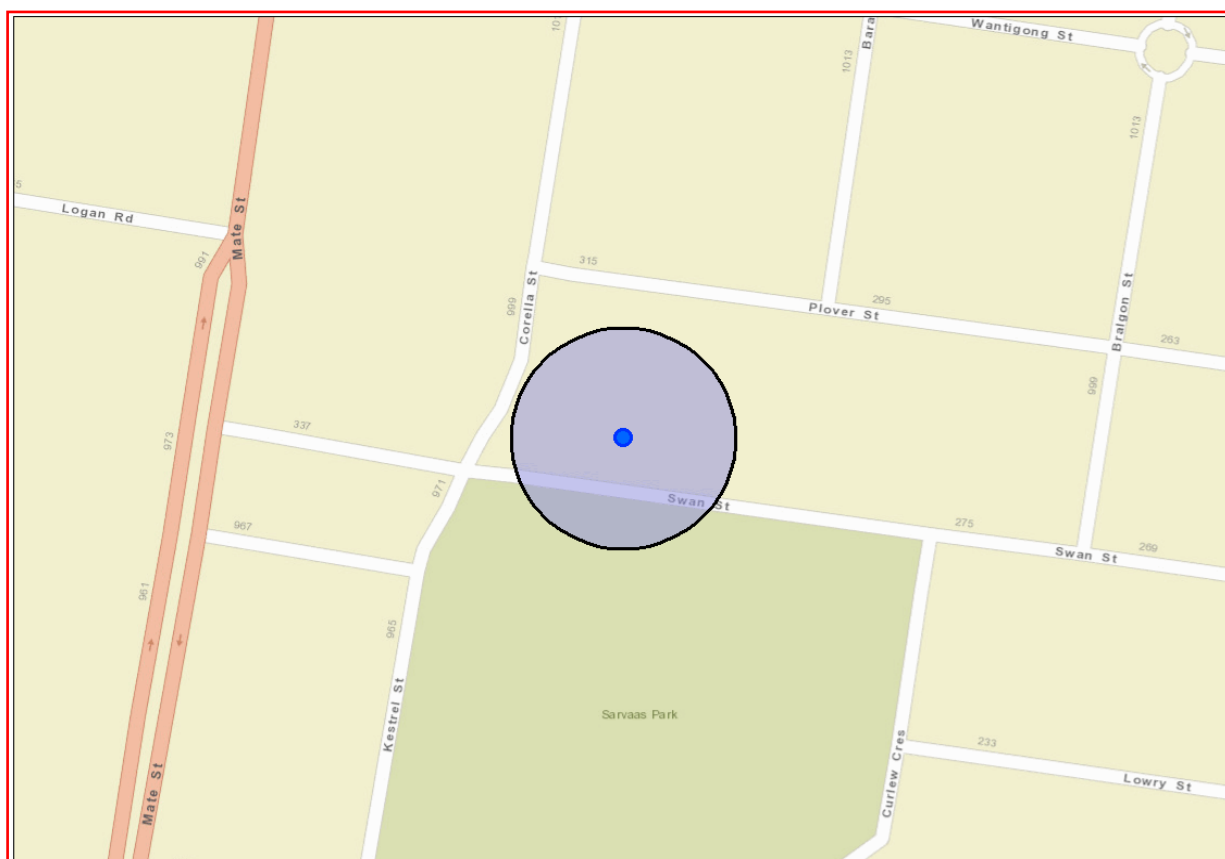 Wantigong St
Bara
1013
1013
1013
5
Logan Rd
Mate St
991
315
Corella St
999
295
Plover St
Bralgon St
263
999
337
973
971
Swan St
275
Swan St
269
967
961
965
Sarvaas Park
Kestrel St
Curlew Cres
233
Lowry St
Mate St